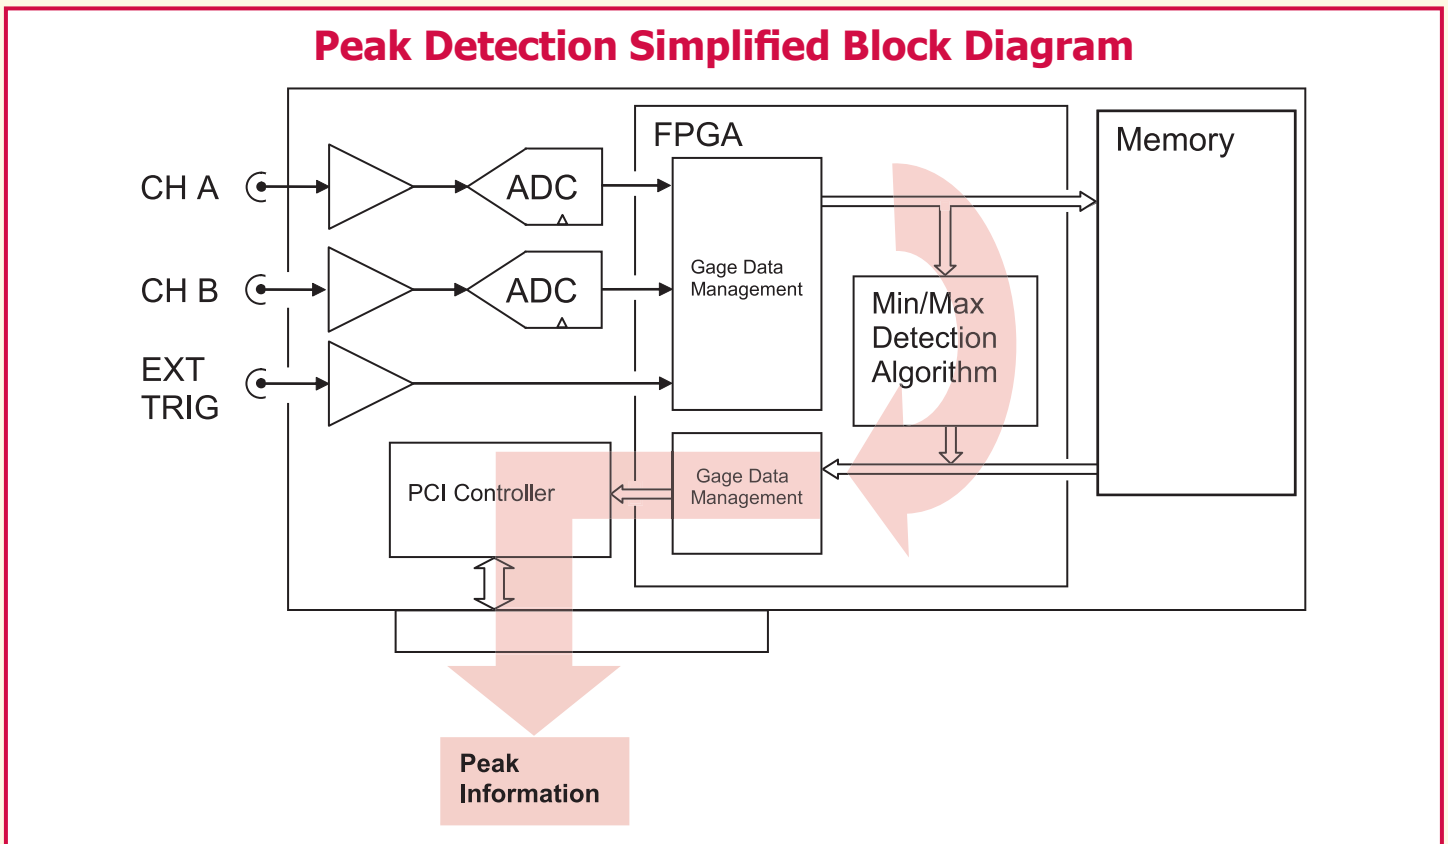 Peak Detection Simplified Block Diagram
FPGA
Memory
CH A
ADC
Gage Data
Management
CH B
ADC
Min/Max
Detection
Algorithm
EXT
TRIG
PCI Controller
Gage Data
Management
Peak
Information